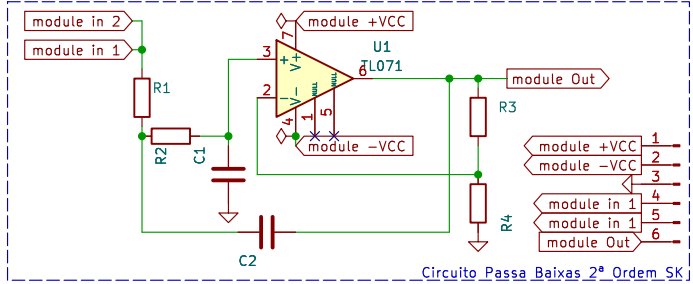 module in 2
module in 1
module +VCC
7
U1
TL071
3
+
V+
NULL
NULL
6
2
-
V-
4
1
5
module -VCC
module Out
R1
R2
C1
C2
R3
R4
module +VCC 1
module -VCC 2
3
module in 1 4
module in 1 5
module Out 6
Circuito Passa Baixas 2ª Ordem SK